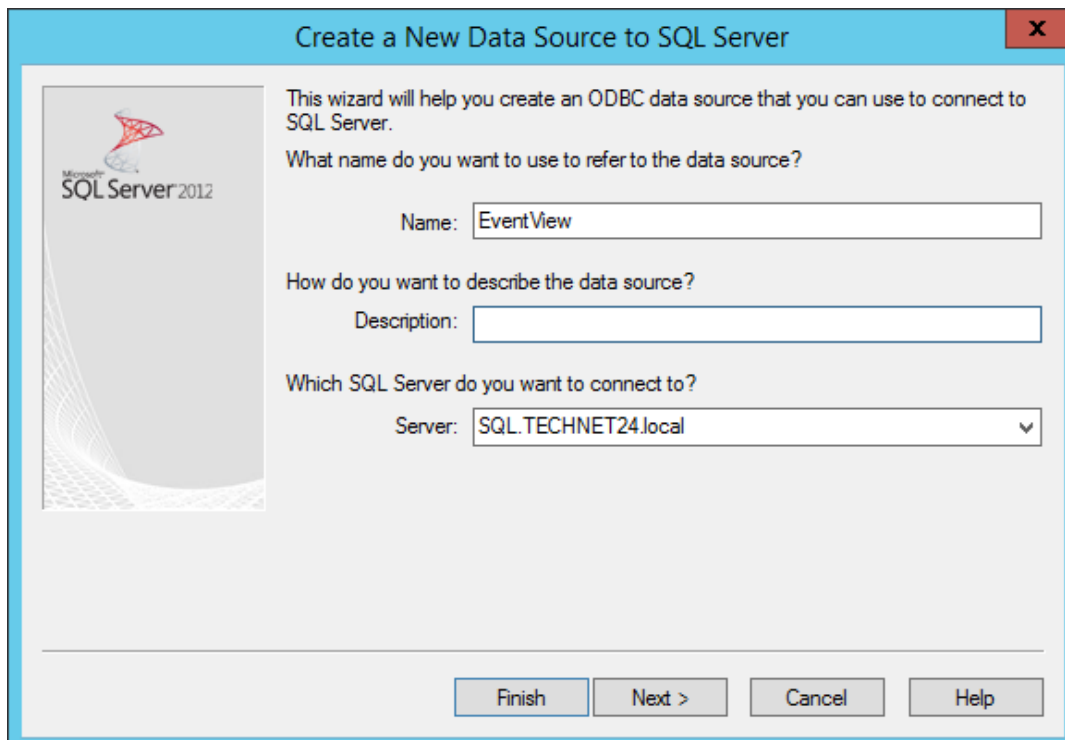 Create a New Data Source to SQL Server
x
Microsoft®
SQL Server® 2012
This wizard will help you create an ODBC data source that you can use to connect to
SQL Server.
What name do you want to use to refer to the data source?
Name: EventView
How do you want to describe the data source?
Description:
Which SQL Server do you want to connect to?
Server: SQL.TECHNET24.local
Finish Next > Cancel Help